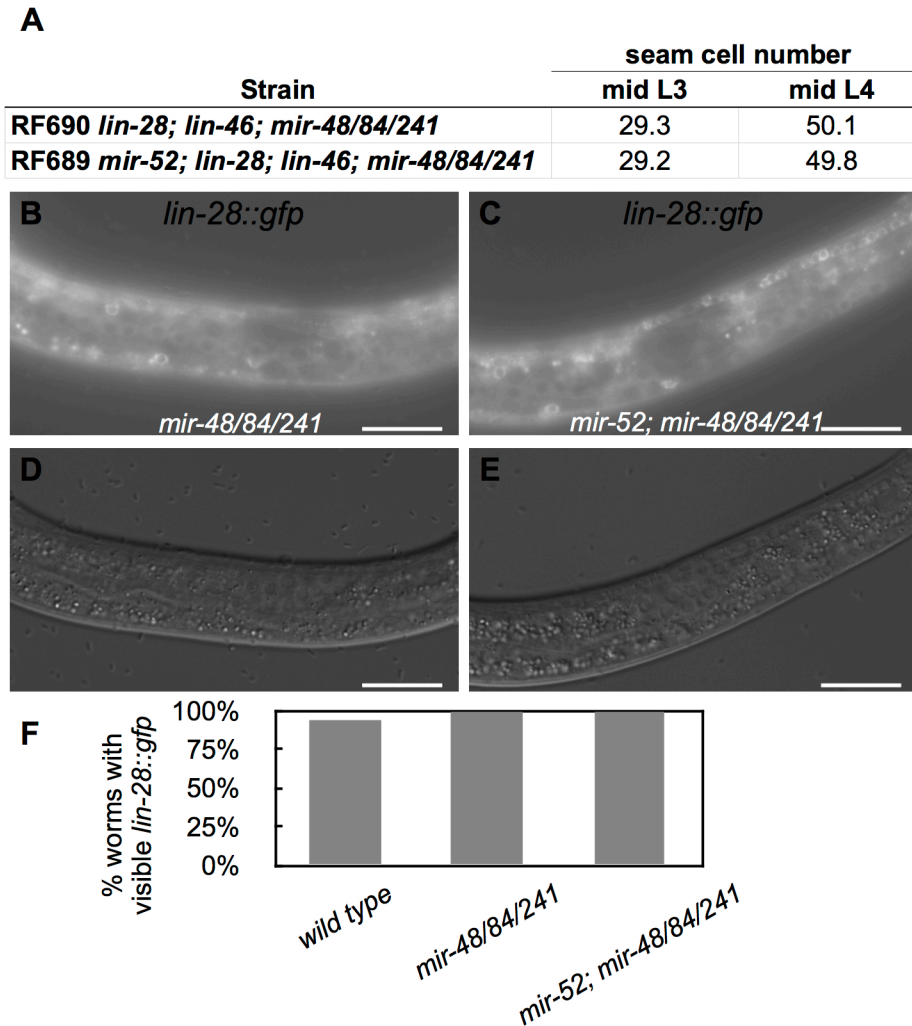 A
seam cell number
Strain mid L3 mid L4
RF690 lin-28; lin-46; mir-48/84/241 29.3 50.1
RF689 mir-52; lin-28; lin-46; mir-48/84/241 29.2 49.8
B lin-28::gfp
mir-48/84/241
C lin-28::gfp
mir-52; mir-48/84/241
D
E
F
% worms with
visible lin-28::gfp
100%
75%
50%
25%
0%
wild type
mir-48/84/241
mir-52; mir-48/84/241